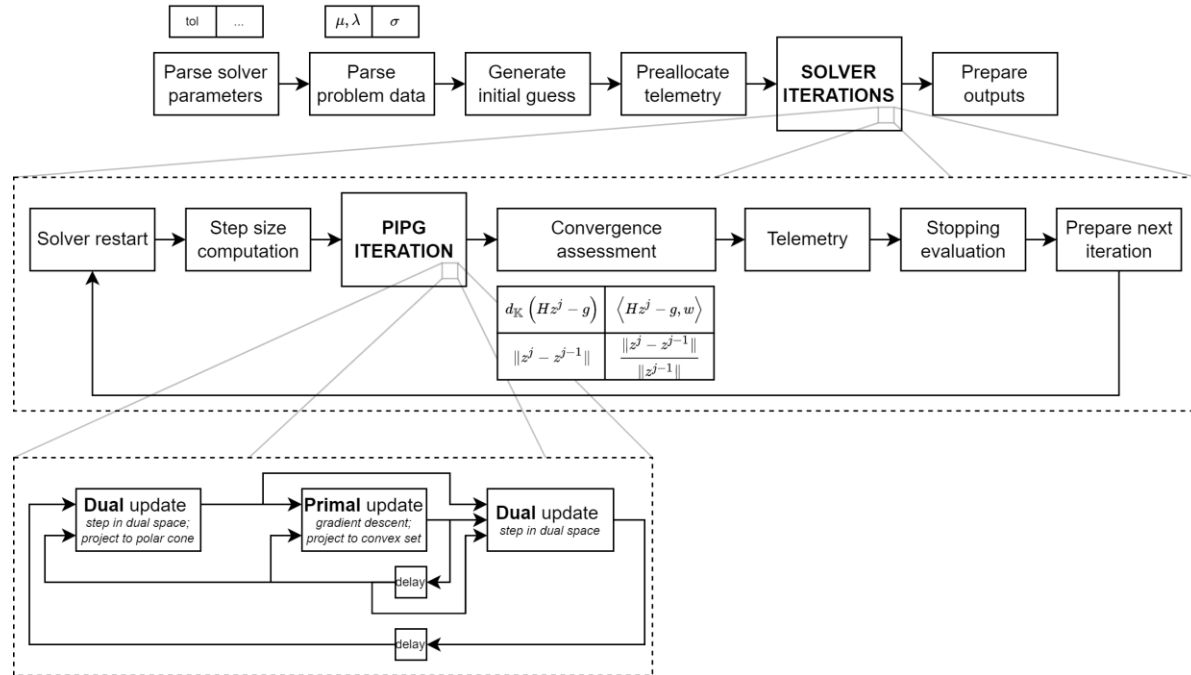 tol ...
μ, λ σ
Parse solver
parameters
Parse
problem data
Generate
initial guess
Preallocate
telemetry
SOLVER
ITERATIONS
Prepare
outputs
Solver restart
Step size
computation
PIPG
ITERATION
Convergence
assessment
Telemetry
Stopping
evaluation
Prepare next
iteration
d_𝕂 (Hz^j − g) ⟨Hz^j − g, w⟩
‖z^j − z^{j−1}‖ ‖z^j − z^{j−1}‖ / ‖z^{j−1}‖
Dual update
step in dual space;
project to polar cone
Primal update
gradient descent;
project to convex set
Dual update
step in dual space
delay
delay